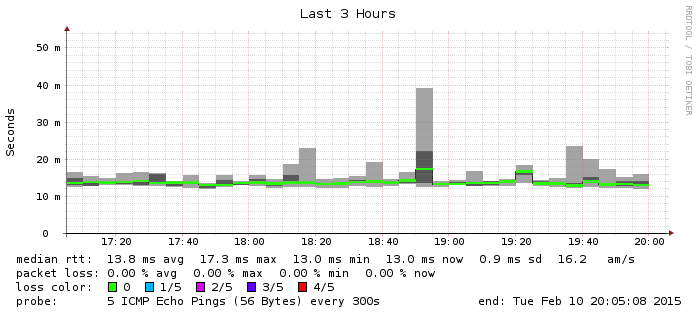 Last 3 Hours
RRDTOOL / TOBI OETIKER
Seconds
50 m
40 m
30 m
20 m
10 m
0
17:20 17:40 18:00 18:20 18:40 19:00 19:20 19:40 20:00
median rtt: 13.8 ms avg 17.3 ms max 13.0 ms min 13.0 ms now 0.9 ms sd 16.2 am/s
packet loss: 0.00 % avg 0.00 % max 0.00 % min 0.00 % now
loss color: 0 1/5 2/5 3/5 4/5
probe: 5 ICMP Echo Pings (56 Bytes) every 300s end: Tue Feb 10 20:05:08 2015